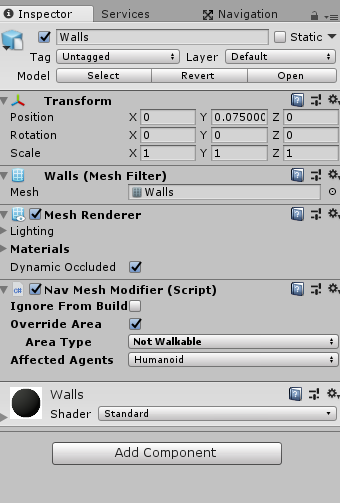 Inspector Services Navigation
Walls Static
Tag Untagged Layer Default
Model Select Revert Open
Transform
Position X 0 Y 0.075000 Z 0
Rotation X 0 Y 0 Z 0
Scale X 1 Y 1 Z 1
Walls (Mesh Filter)
Mesh Walls
Mesh Renderer
Lighting
Materials
Dynamic Occluded
Nav Mesh Modifier (Script)
Ignore From Build
Override Area
Area Type Not Walkable
Affected Agents Humanoid
Walls
Shader Standard
Add Component